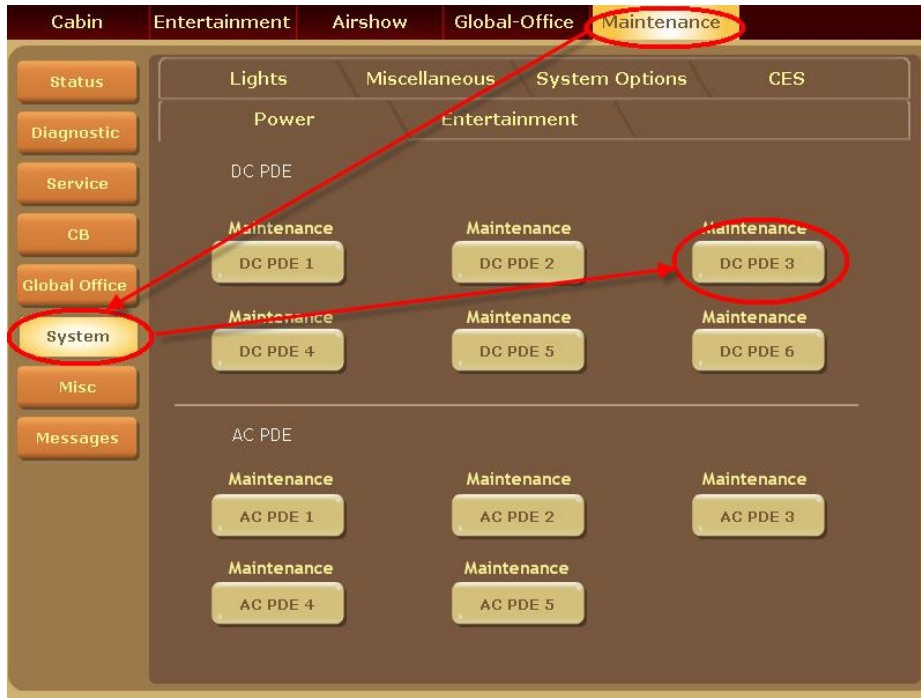 Cabin Entertainment Airshow Global-Office Maintenance
Status
Diagnostic
Service
CB
Global Office
System
Misc
Messages
Lights Miscellaneous System Options CES
Power Entertainment
DC PDE
Maintenance Maintenance Maintenance
DC PDE 1 DC PDE 2 DC PDE 3
Maintenance Maintenance Maintenance
DC PDE 4 DC PDE 5 DC PDE 6
AC PDE
Maintenance Maintenance Maintenance
AC PDE 1 AC PDE 2 AC PDE 3
Maintenance Maintenance
AC PDE 4 AC PDE 5